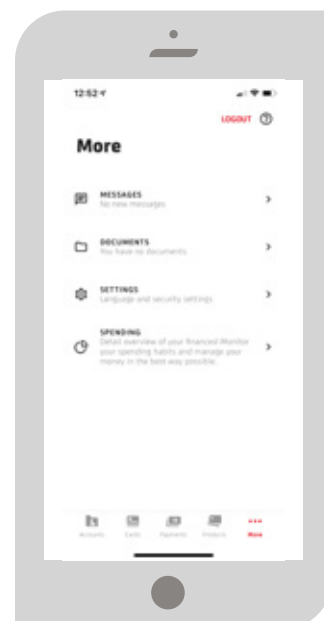 12:52
LOGOUT
More
MESSAGES
No new messages
DOCUMENTS
You have no documents
SETTINGS
Language and security settings
SPENDING
Detail overview of your financed Monitor
your spending habits and manage your
money in the best way possible.
Accounts Cards Payments Products More